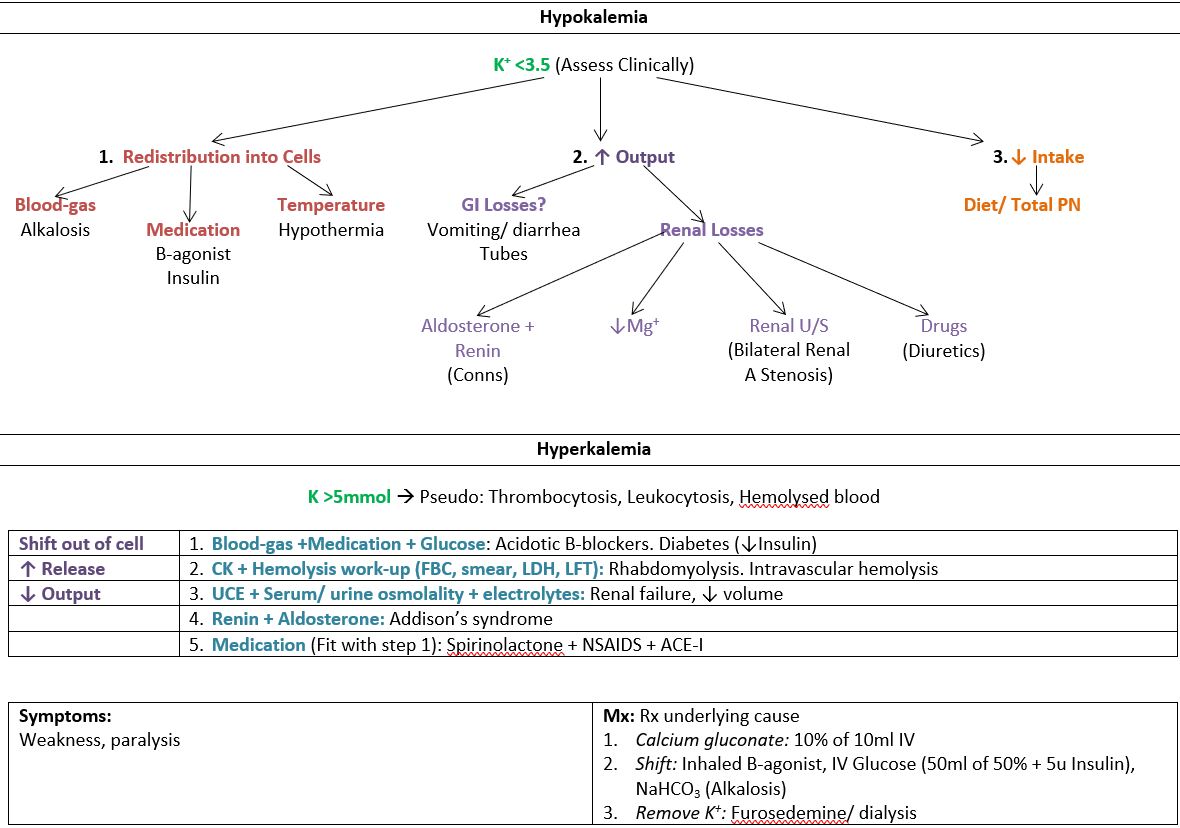 Hypokalemia
K⁺ <3.5 (Assess Clinically)
1. Redistribution into Cells
2. ↑ Output
3. ↓ Intake
Blood-gas
Alkalosis
Medication
B-agonist
Insulin
Temperature
Hypothermia
GI Losses?
Vomiting/ diarrhea
Tubes
Renal Losses
Diet/ Total PN
Aldosterone +
Renin
(Conns)
↓Mg⁺
Renal U/S
(Bilateral Renal
A Stenosis)
Drugs
(Diuretics)
Hyperkalemia
K >5mmol → Pseudo: Thrombocytosis, Leukocytosis, Hemolysed blood
Shift out of cell 1. Blood-gas +Medication + Glucose: Acidotic B-blockers. Diabetes (↓Insulin)
↑ Release 2. CK + Hemolysis work-up (FBC, smear, LDH, LFT): Rhabdomyolysis. Intravascular hemolysis
↓ Output 3. UCE + Serum/ urine osmolality + electrolytes: Renal failure, ↓ volume
4. Renin + Aldosterone: Addison's syndrome
5. Medication (Fit with step 1): Spirinolactone + NSAIDS + ACE-I
Symptoms:
Weakness, paralysis
Mx: Rx underlying cause
1. Calcium gluconate: 10% of 10ml IV
2. Shift: Inhaled B-agonist, IV Glucose (50ml of 50% + 5u Insulin),
NaHCO₃ (Alkalosis)
3. Remove K⁺: Furosedemine/ dialysis